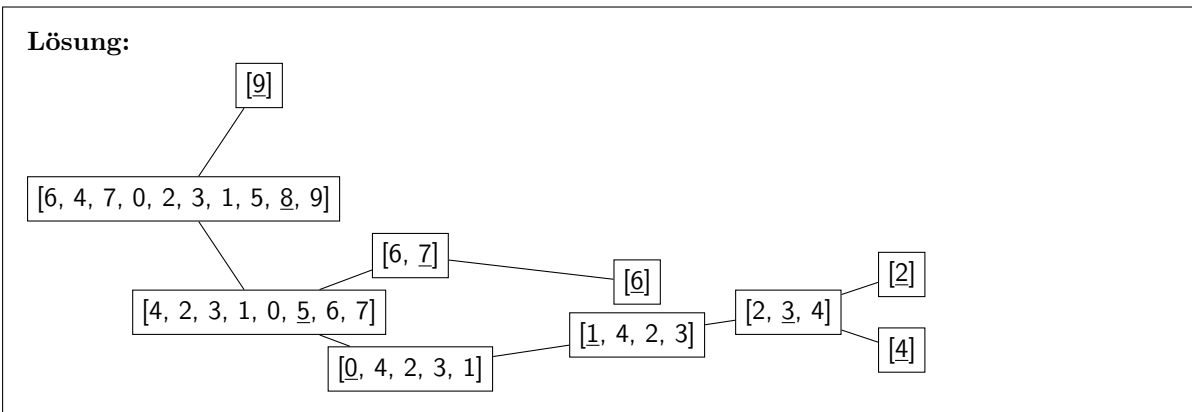 Lösung:
[9]
[6, 4, 7, 0, 2, 3, 1, 5, 8, 9]
[6, 7]
[6]
[2]
[4, 2, 3, 1, 0, 5, 6, 7]
[2, 3, 4]
[1, 4, 2, 3]
[4]
[0, 4, 2, 3, 1]